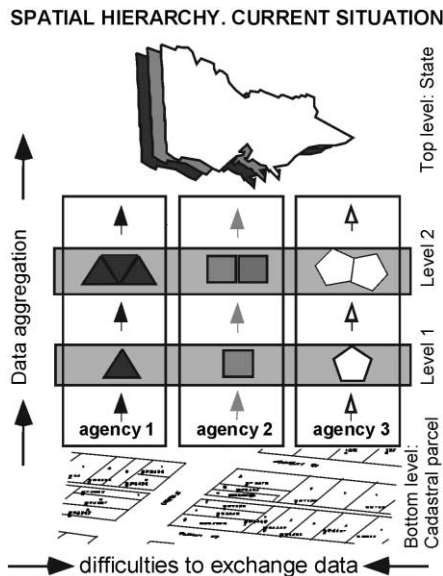 SPATIAL HIERARCHY. CURRENT SITUATION
Top level: State
Data aggregation
Level 2
Level 1
agency 1
agency 2
agency 3
Bottom level:
Cadastral parcel
difficulties to exchange data